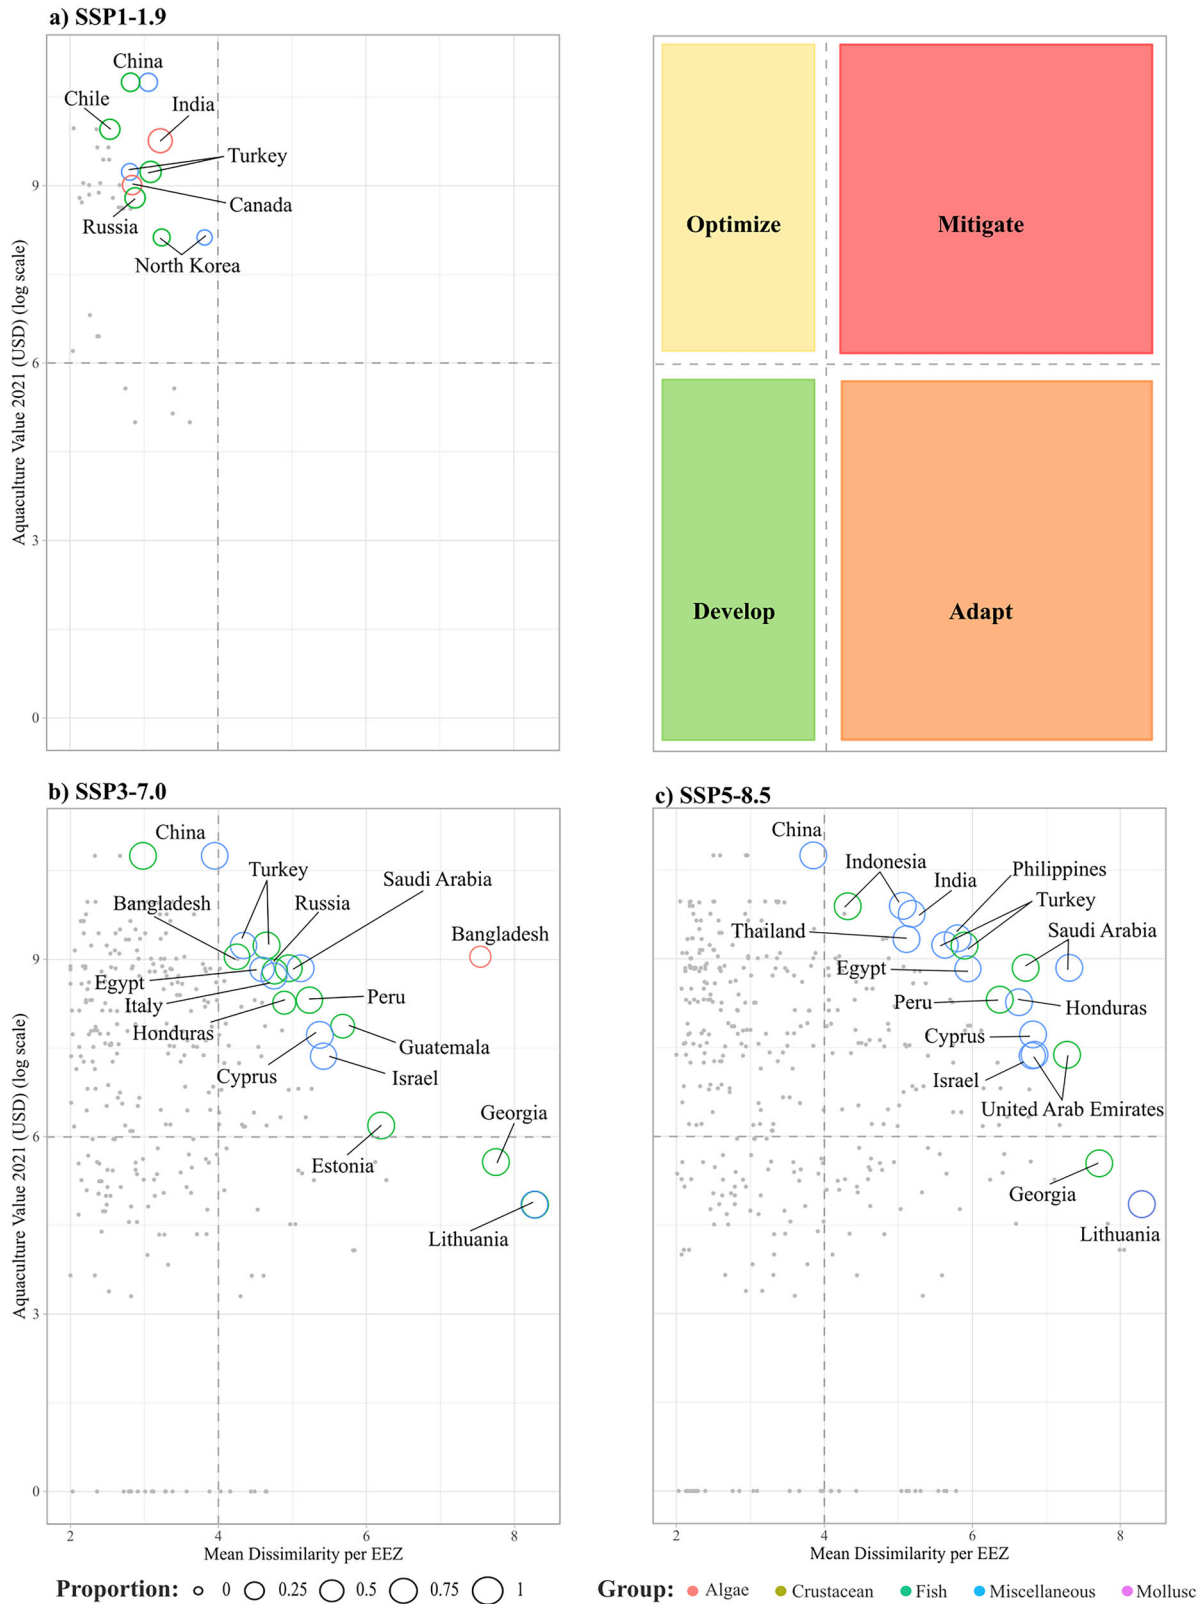 a) SSP1-1.9
China
Chile
India
Turkey
Canada
Russia
North Korea
9
6
3
0
Aquaculture Value 2021 (USD) (log scale)
Optimize
Mitigate
Develop
Adapt
b) SSP3-7.0
China
Turkey
Saudi Arabia
Bangladesh
Russia
Bangladesh
Egypt
Italy
Peru
Honduras
Guatemala
Cyprus
Israel
Georgia
Estonia
Lithuania
9
6
3
0
Aquaculture Value 2021 (USD) (log scale)
2 4 6 8
Mean Dissimilarity per EEZ
c) SSP5-8.5
China
Indonesia
Philippines
India
Turkey
Thailand
Saudi Arabia
Egypt
Peru
Honduras
Cyprus
Israel
United Arab Emirates
Georgia
Lithuania
2 4 6 8
Mean Dissimilarity per EEZ
Proportion: 0 0.25 0.5 0.75 1
Group: Algae Crustacean Fish Miscellaneous Mollusc